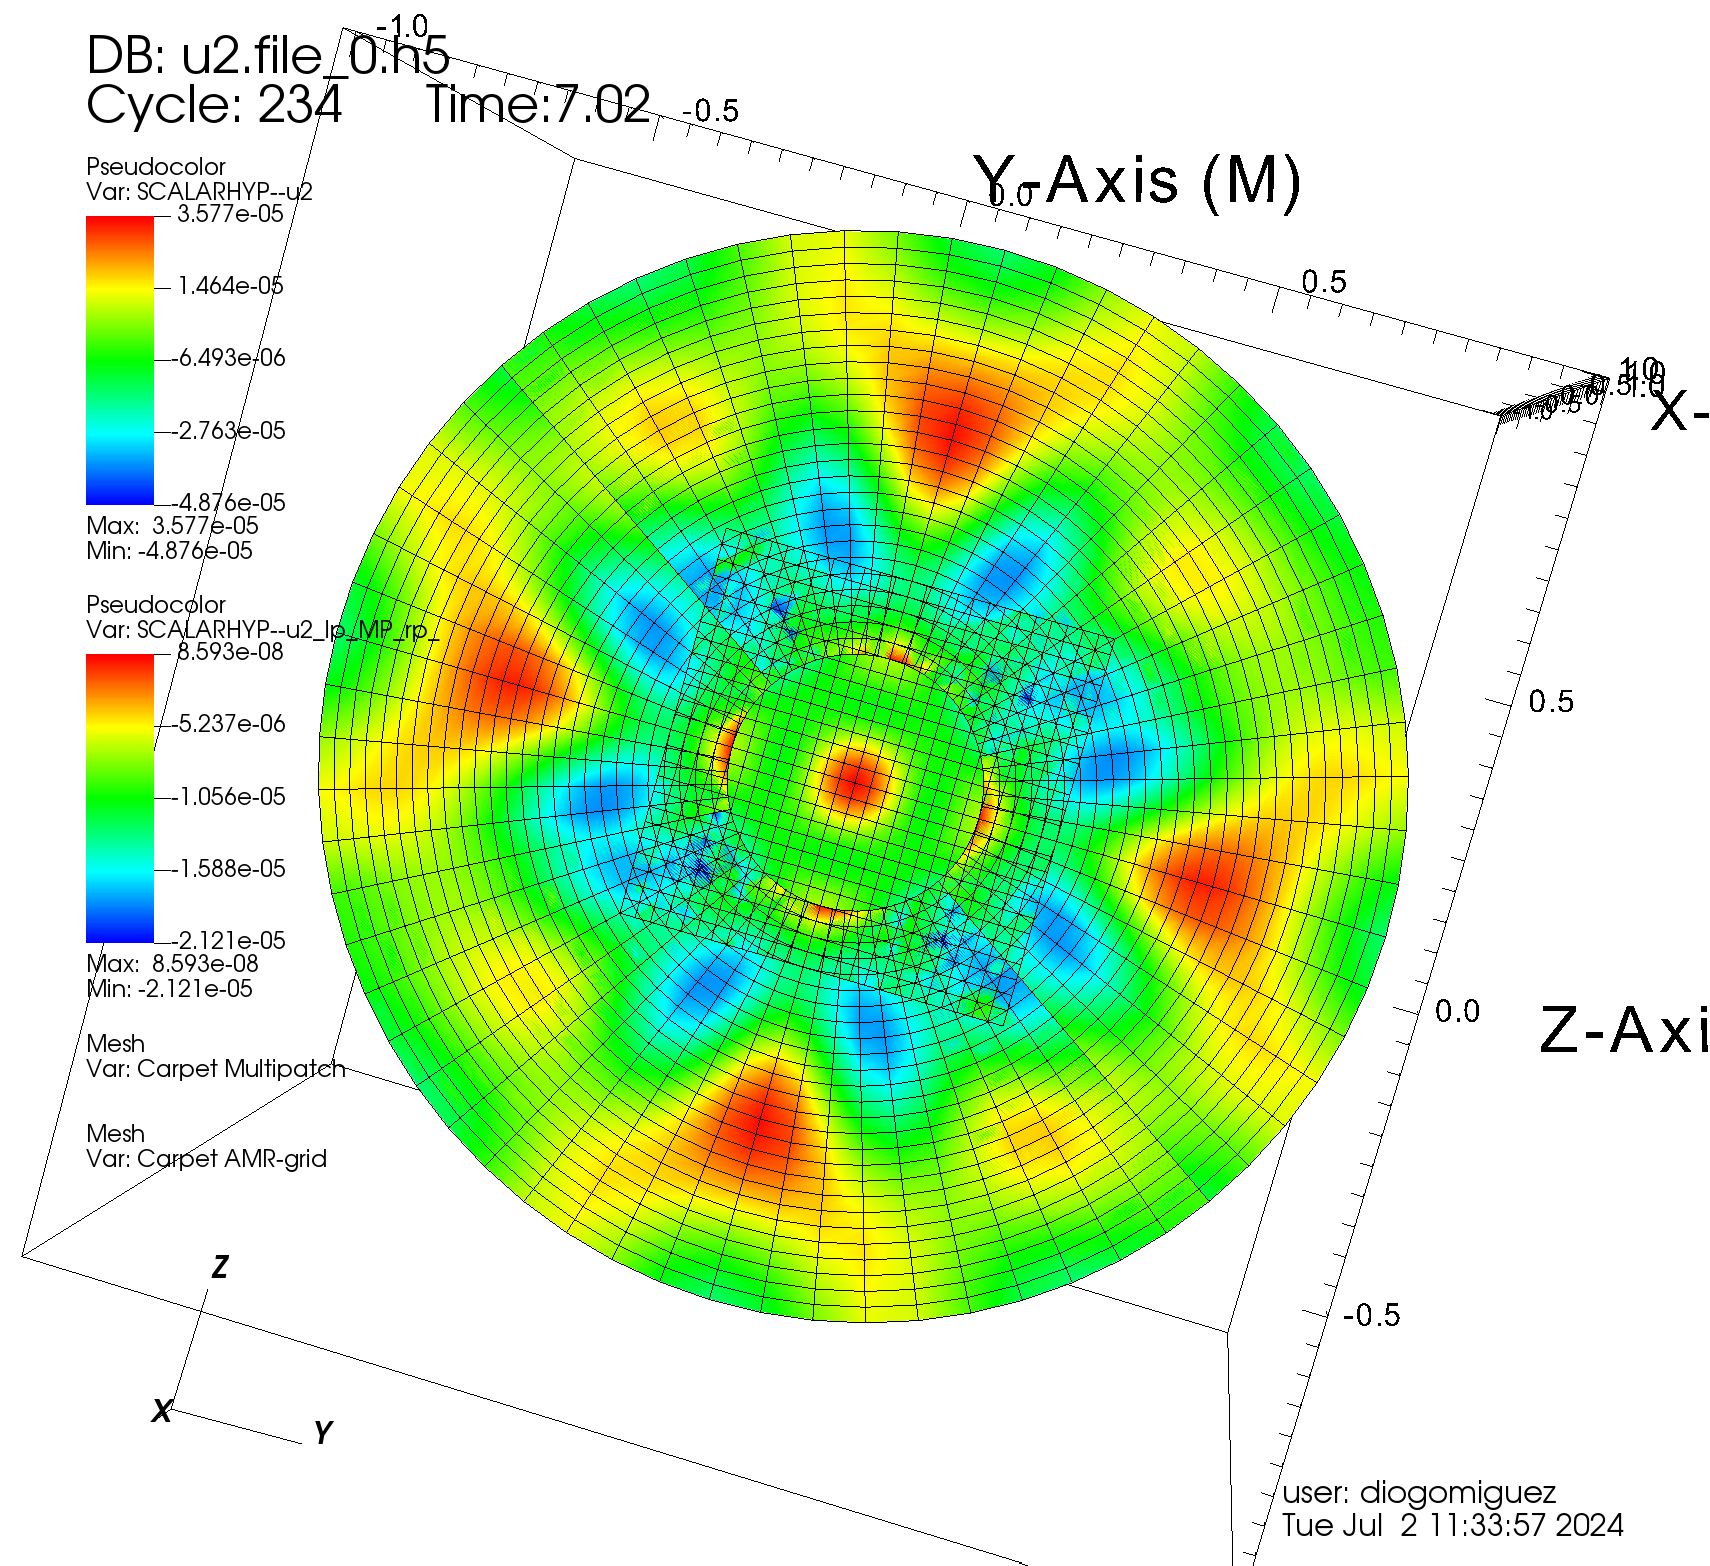 DB: u2.file_0.h5
Cycle: 234 Time:7.02
Pseudocolor
Var: SCALARHYP--u2
3.577e-05
1.464e-05
-6.493e-06
-2.763e-05
-4.876e-05
Max: 3.577e-05
Min: -4.876e-05
Pseudocolor
Var: SCALARHYP--u2_lp_MP_rp_
8.593e-08
-5.237e-06
-1.056e-05
-1.588e-05
-2.121e-05
Max: 8.593e-08
Min: -2.121e-05
Mesh
Var: Carpet Multipatch
Mesh
Var: Carpet AMR-grid
-1.0
-0.5
0.0
Y-Axis (M)
0.5
1.0
X-
0.5
0.0
Z-Axi
-0.5
Z
X
Y
user: diogomiguez
Tue Jul 2 11:33:57 2024